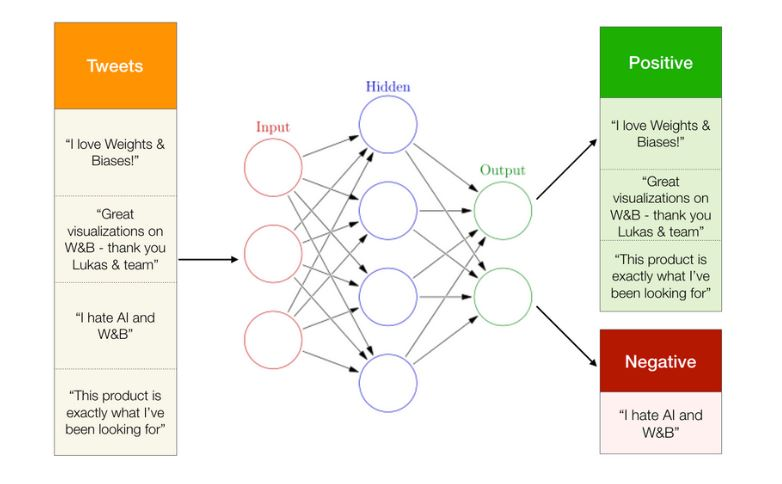 Tweets
“I love Weights &
Biases!”
“Great
visualizations on
W&B - thank you
Lukas & team”
“I hate AI and
W&B”
“This product is
exactly what I’ve
been looking for”
Input
Hidden
Output
Positive
“I love Weights &
Biases!”
“Great
visualizations on
W&B - thank you
Lukas & team”
“This product is
exactly what I’ve
been looking for”
Negative
“I hate AI and
W&B”